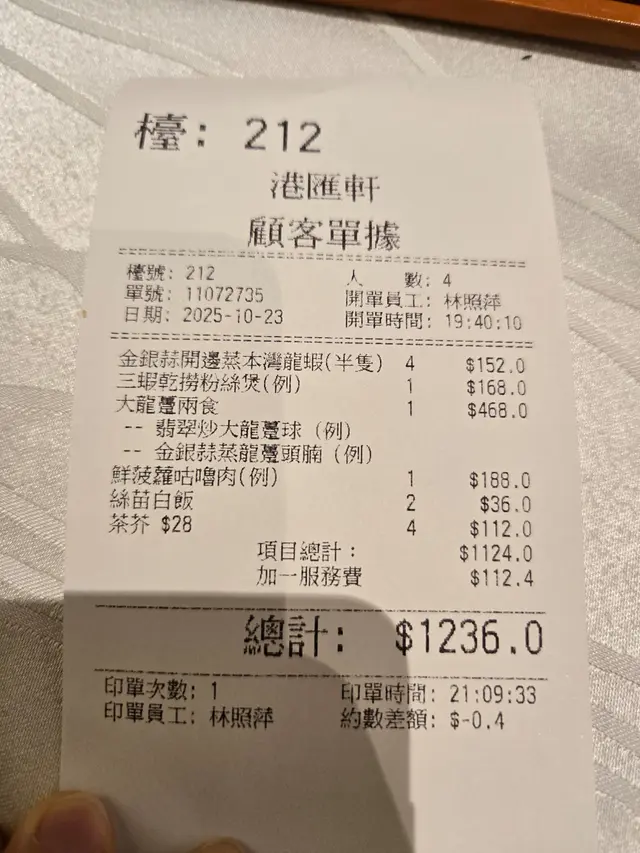 檯: 212
港匯軒
顧客單據
檯號: 212 人 數: 4
單號: 11072735 開單員工: 林照萍
日期: 2025-10-23 開單時間: 19:40:10
金銀蒜開邊蒸本灣龍蝦(半隻) 4 $152.0
三蝦乾撈粉絲煲(例) 1 $168.0
大龍躉兩食 1 $468.0
-- 翡翠炒大龍躉球 (例)
-- 金銀蒜蒸龍躉頭腩 (例)
鮮菠蘿咕嚕肉(例) 1 $188.0
絲苗白飯 2 $36.0
茶芥 $28 4 $112.0
項目總計: $1124.0
加一服務費 $112.4
總計: $1236.0
印單次數: 1 印單時間: 21:09:33
印單員工: 林照萍 約數差額: $-0.4